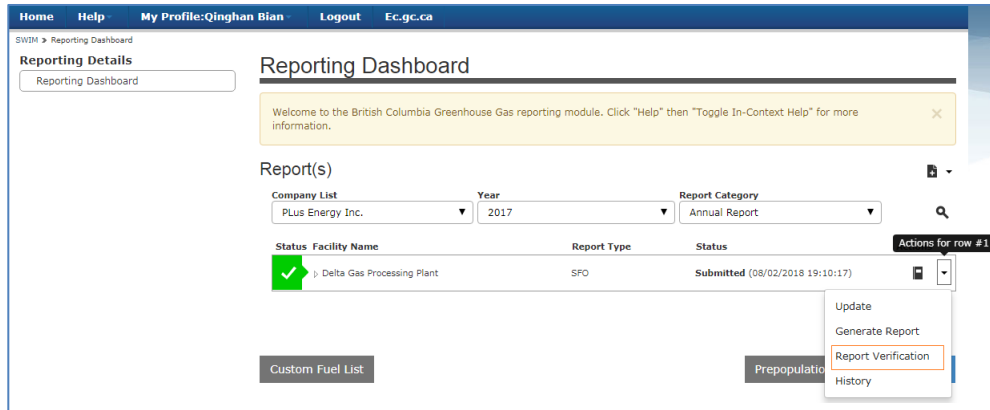 Home Help My Profile:Qinghan Bian Logout Ec.gc.ca
SWIM > Reporting Dashboard
Reporting Details
Reporting Dashboard
Reporting Dashboard
Welcome to the British Columbia Greenhouse Gas reporting module. Click "Help" then "Toggle In-Context Help" for more
information.
Report(s)
Company List Year Report Category
PLus Energy Inc. 2017 Annual Report
Actions for row #1
Status Facility Name Report Type Status
Delta Gas Processing Plant SFO Submitted (08/02/2018 19:10:17)
Update
Generate Report
Report Verification
History
Custom Fuel List